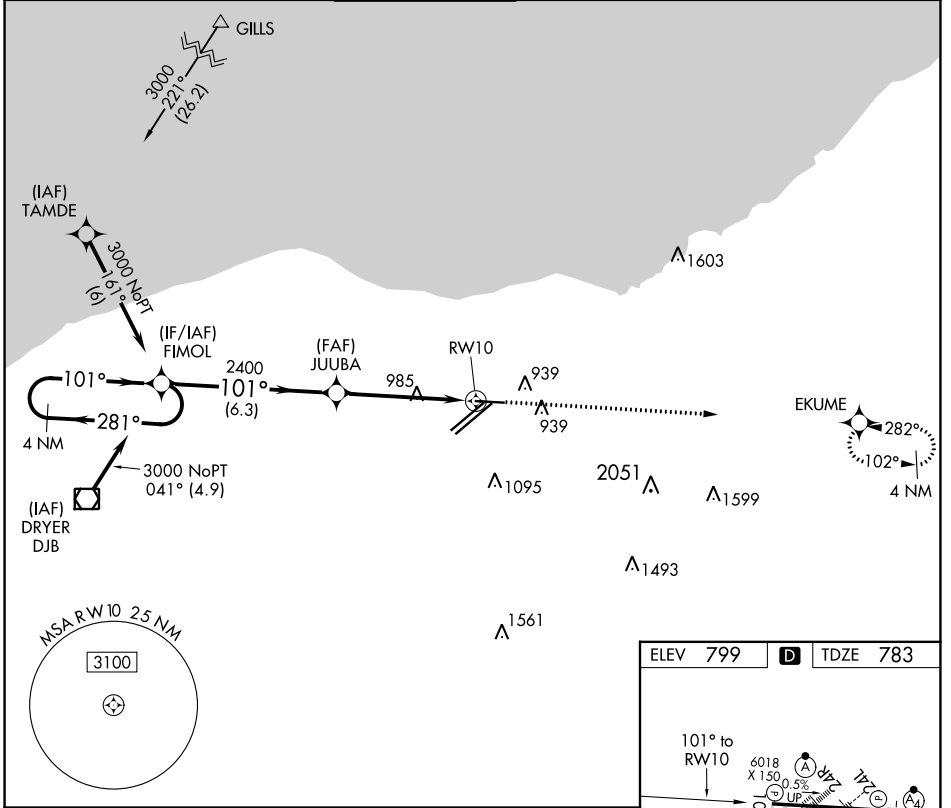 GILLS
3000
221°
(26.2)
(IAF)
TAMDE
3000 NoPT
161°
(6)
1603
(IF/IAF)
FIMOL
2400
101°
(6.3)
(FAF)
JUUBA
RW10
985
939
939
101°
281°
4 NM
EKUME
282°
102°
4 NM
3000 NoPT
041° (4.9)
(IAF)
DRYER
DJB
1095
2051
1599
1493
1561
MSA RW10 25 NM
3100
ELEV 799 D TDZE 783
101° to
RW10
6018
X 150
0.5%
UP
P
A
24R
24L
P
A4
10